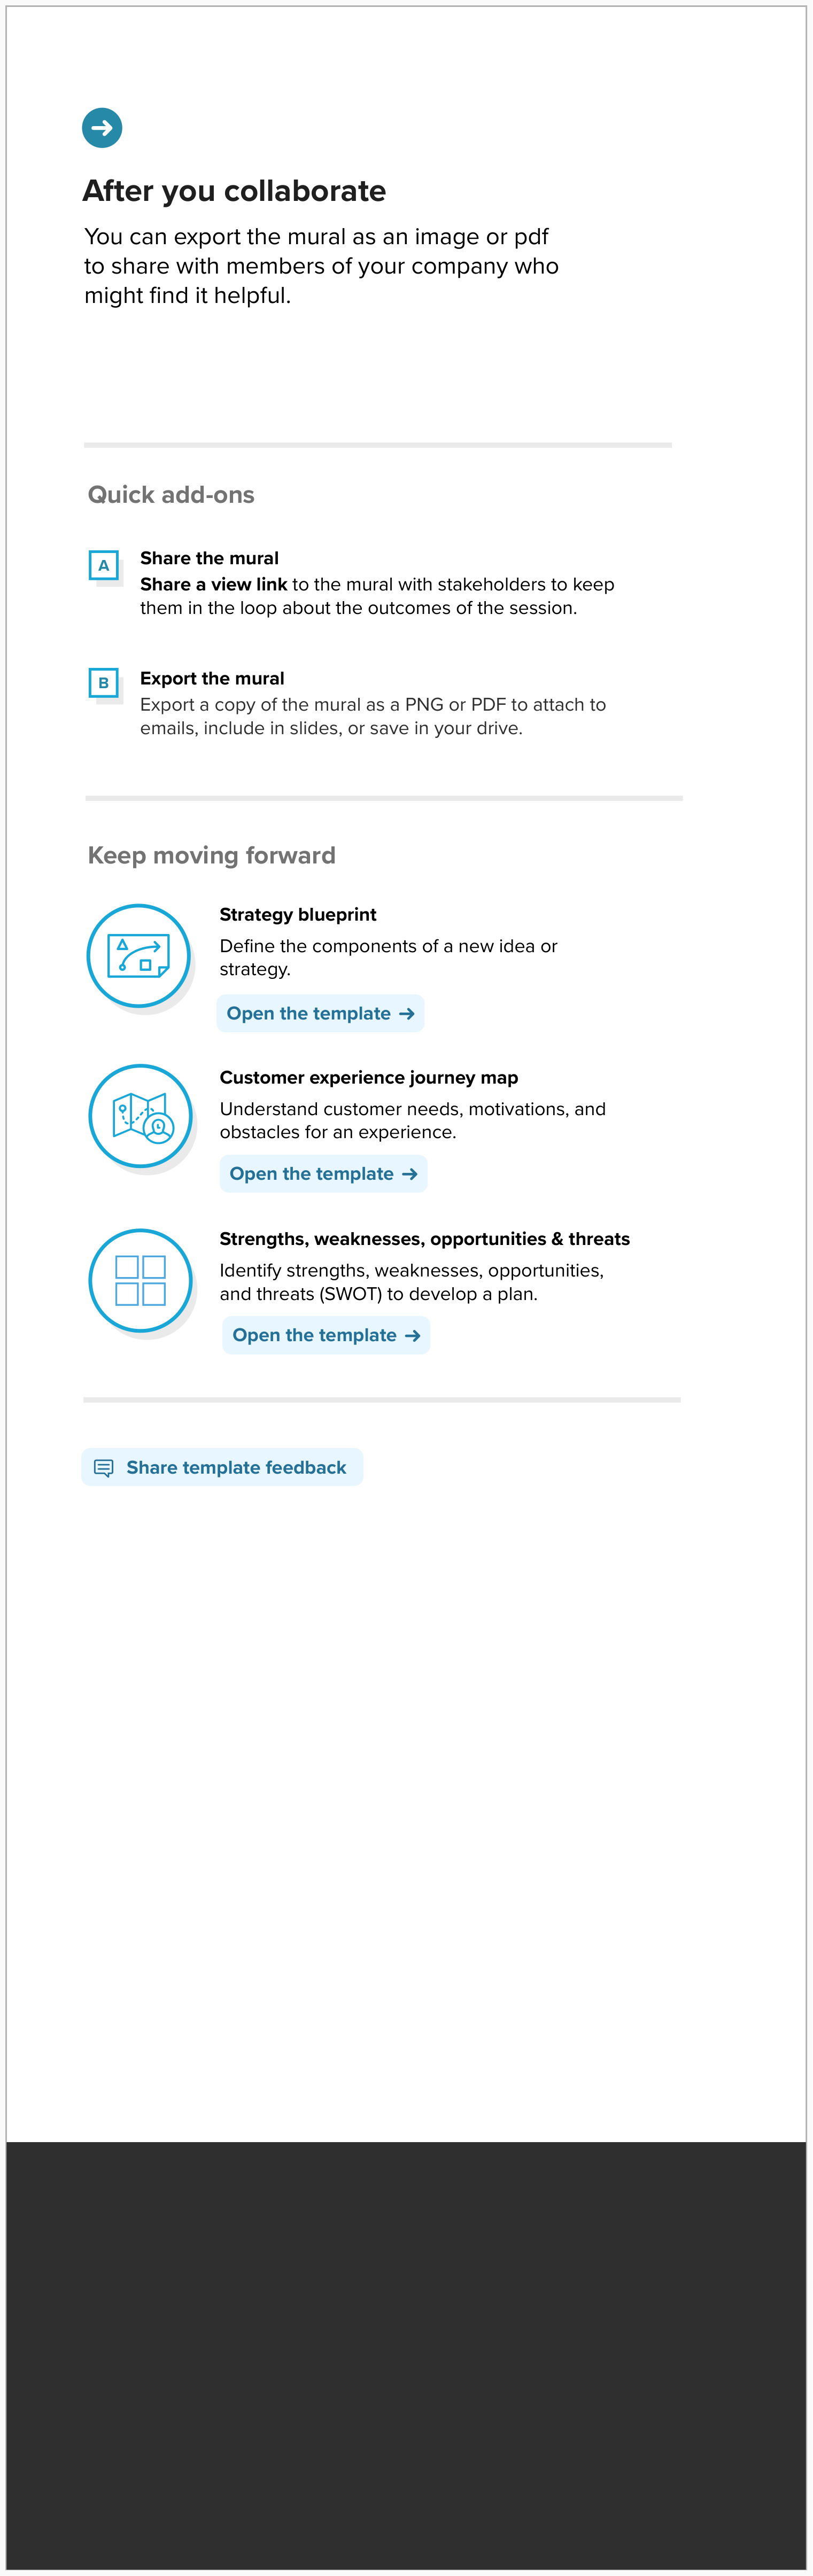 After you collaborate
You can export the mural as an image or pdf
to share with members of your company who
might find it helpful.
Quick add-ons
A
Share the mural
Share a view link to the mural with stakeholders to keep
them in the loop about the outcomes of the session.
B
Export the mural
Export a copy of the mural as a PNG or PDF to attach to
emails, include in slides, or save in your drive.
Keep moving forward
Strategy blueprint
Define the components of a new idea or
strategy.
Open the template →
Customer experience journey map
Understand customer needs, motivations, and
obstacles for an experience.
Open the template →
Strengths, weaknesses, opportunities & threats
Identify strengths, weaknesses, opportunities,
and threats (SWOT) to develop a plan.
Open the template →
Share template feedback